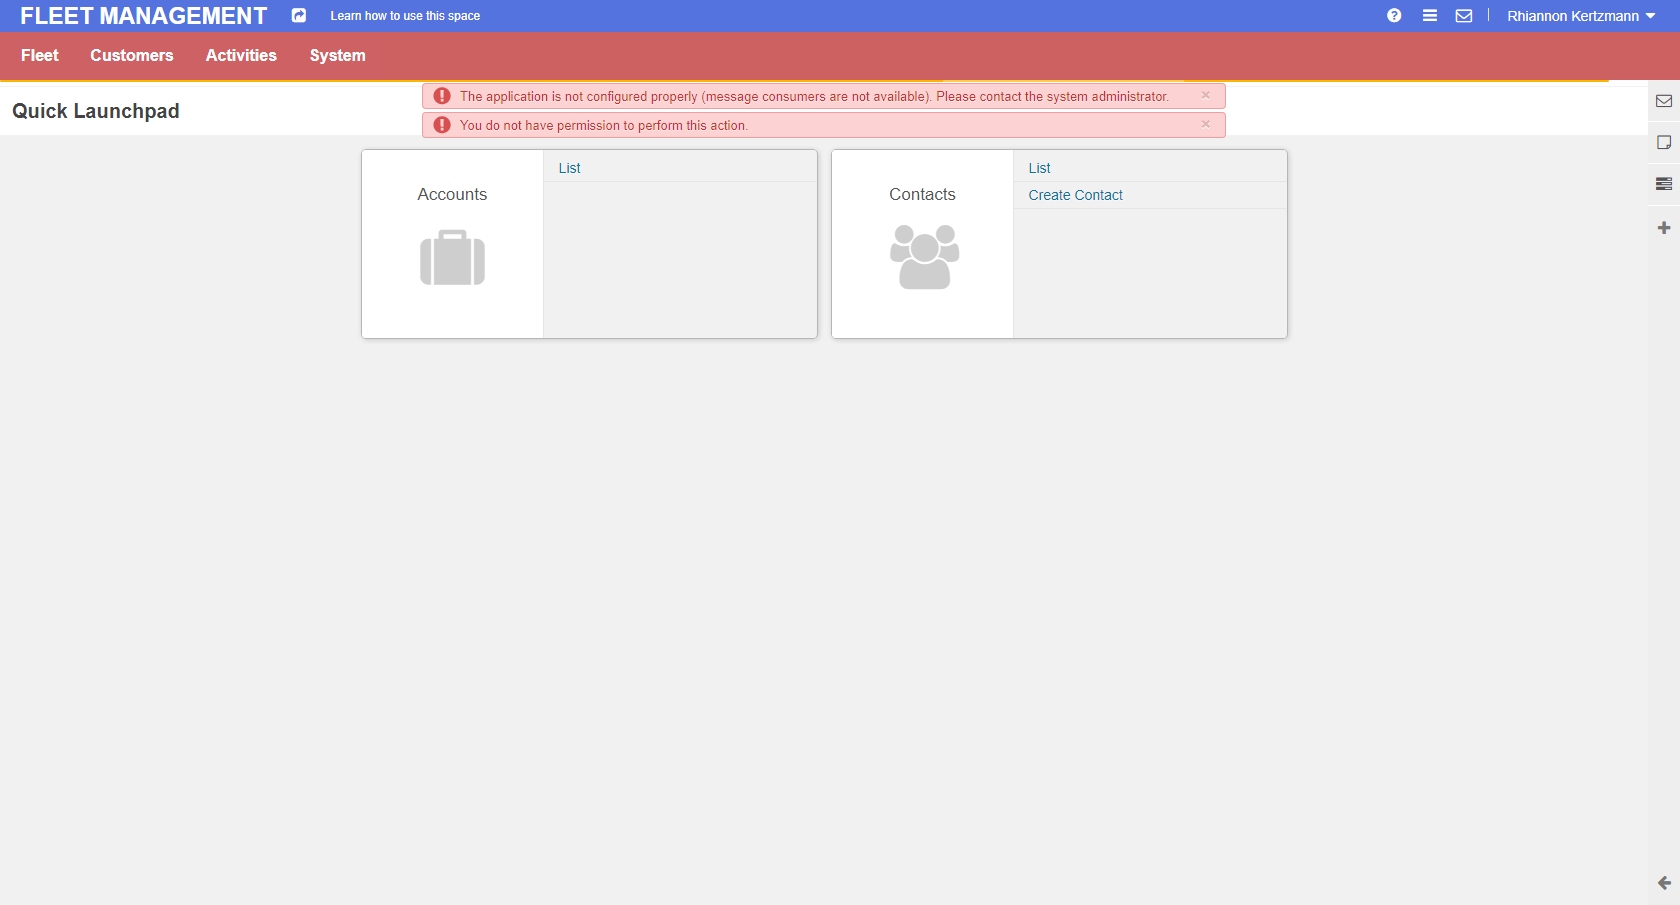 FLEET MANAGEMENT
Learn how to use this space
Rhiannon Kertzmann
Fleet
Customers
Activities
System
The application is not configured properly (message consumers are not available). Please contact the system administrator.
You do not have permission to perform this action.
Quick Launchpad
Accounts
List
Contacts
List
Create Contact